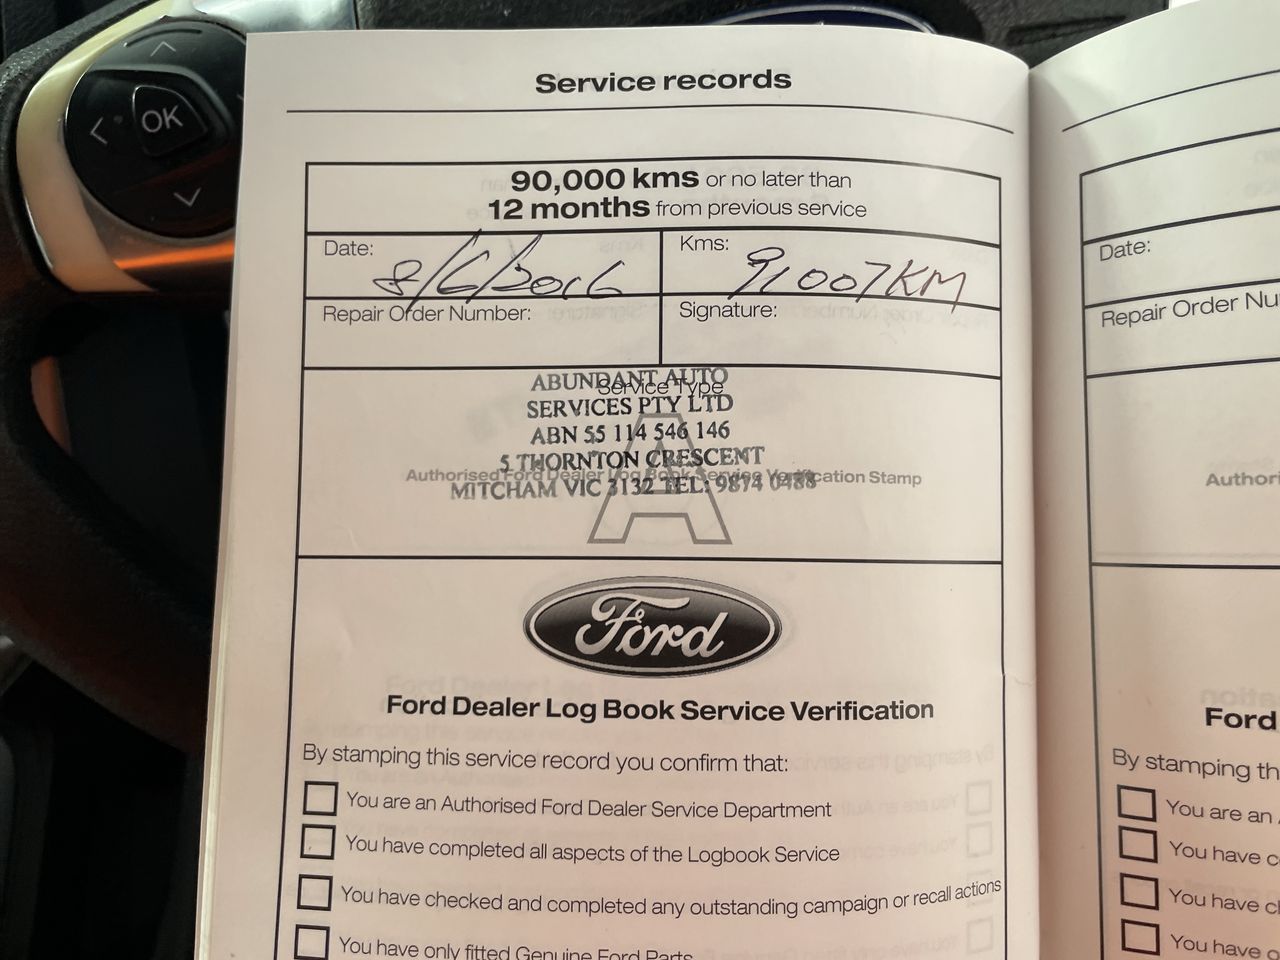 OK
Service records
90,000 kms or no later than
12 months from previous service
Date: 8/6/2016
Kms: 91007KM
Repair Order Number:
Signature:
Service Type
A
ABUNDANT AUTO
SERVICES PTY LTD
ABN 55 114 546 146
5 THORNTON CRESCENT
MITCHAM VIC 3132 TEL: 9874 0488
Authorised Ford Dealer Log Book Service Verification Stamp
Ford
Ford Dealer Log Book Service Verification
By stamping this service record you confirm that:
You are an Authorised Ford Dealer Service Department
You have completed all aspects of the Logbook Service
You have checked and completed any outstanding campaign or recall actions
You have only fitted Genuine Ford Parts
Date:
Repair Order Nu
Authori
Ford
By stamping th
You are an
You have c
You have cl
You have o